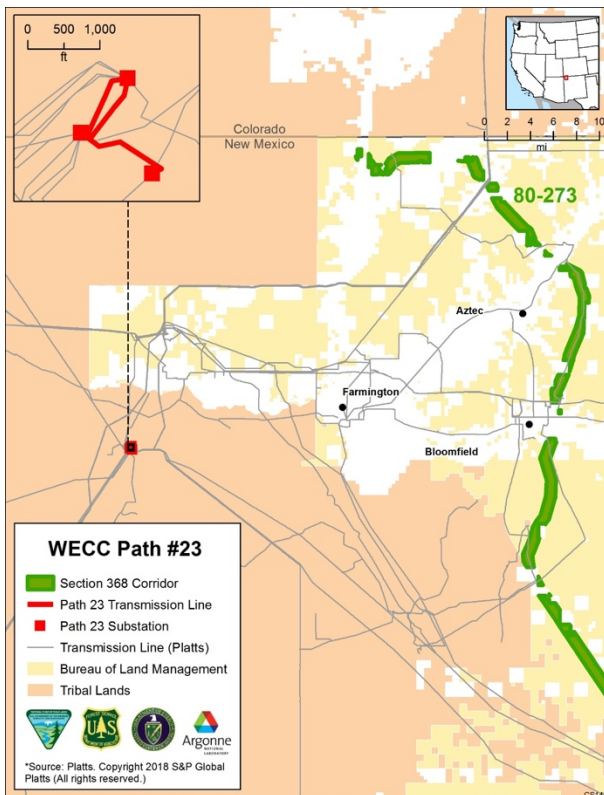 0 500 1,000
ft
Colorado
New Mexico
0 2 4 6 8 10
mi
80-273
Aztec
Farmington
Bloomfield
WECC Path #23
Section 368 Corridor
Path 23 Transmission Line
Path 23 Substation
Transmission Line (Platts)
Bureau of Land Management
Tribal Lands
Argonne
NATIONAL LABORATORY
*Source: Platts. Copyright 2018 S&P Global
Platts (All rights reserved.)